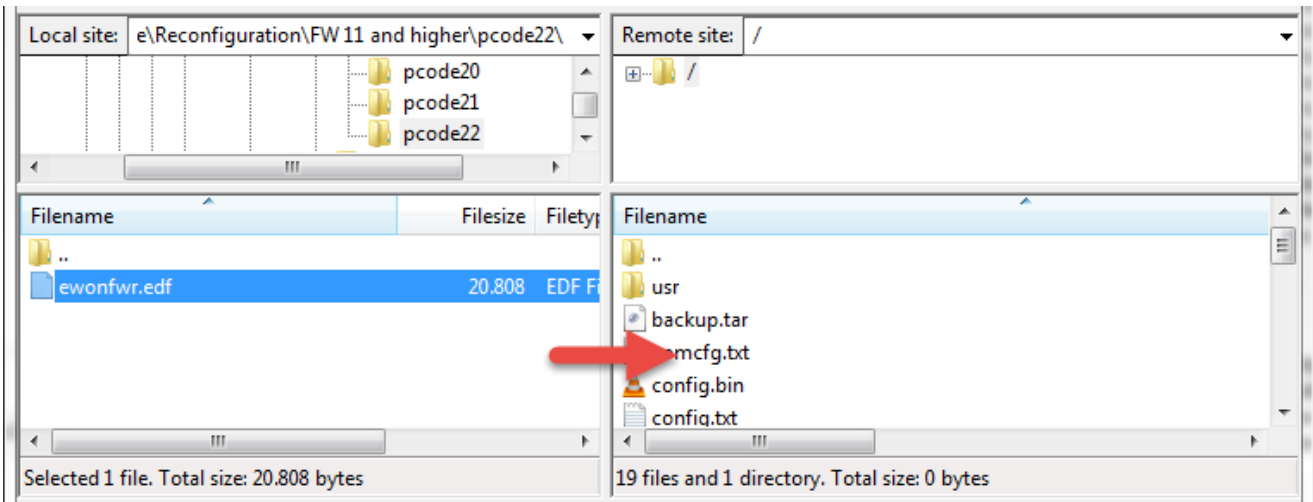 Local site: e\Reconfiguration\FW 11 and higher\pcode22\
pcode20
pcode21
pcode22
Filename Filesize
..
ewonfwr.edf 20.808 EDF
Selected 1 file. Total size: 20.808 bytes
Remote site: /
/
Filename
..
usr
backup.tar
config.bin
config.txt
19 files and 1 directory. Total size: 0 bytes